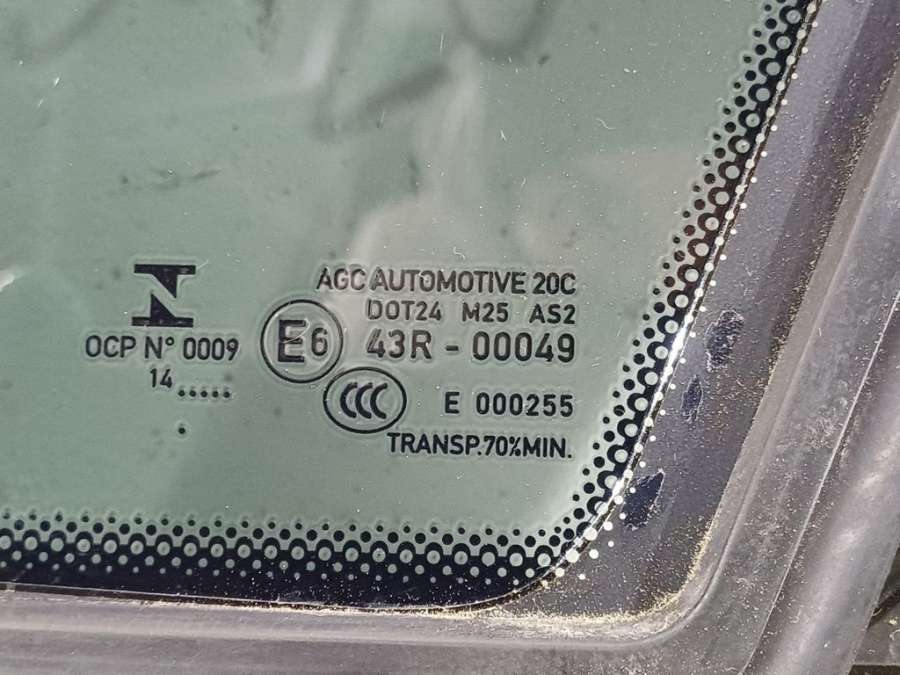 AGC AUTOMOTIVE 20C
DOT24 M25 AS2
E6 43R - 00049
OCP N° 0009
14 .....
.
CCC E 000255
TRANSP.70%MIN.